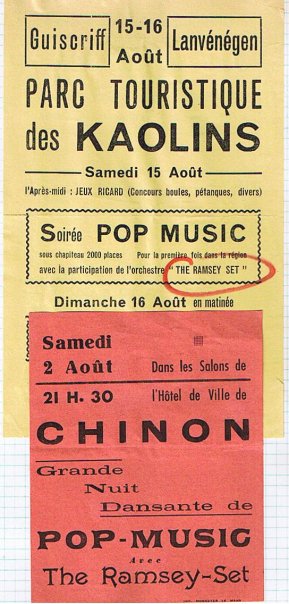 Guiscriff 15-16 Août Lanvénégen
PARC TOURISTIQUE
des KAOLINS
Samedi 15 Août
l'Après-midi : JEUX RICARD (Concours boules, pétanques, divers)
Soirée POP MUSIC
sous chapiteau 2000 places Pour la première fois dans la région
avec la participation de l'orchestre "THE RAMSEY SET"
Dimanche 16 Août en matinée
Samedi
2 Août Dans les Salons de
21 H. 30 l'Hôtel de Ville de
CHINON
Grande
Nuit
Dansante de
POP-MUSIC
Avec
The Ramsey-Set